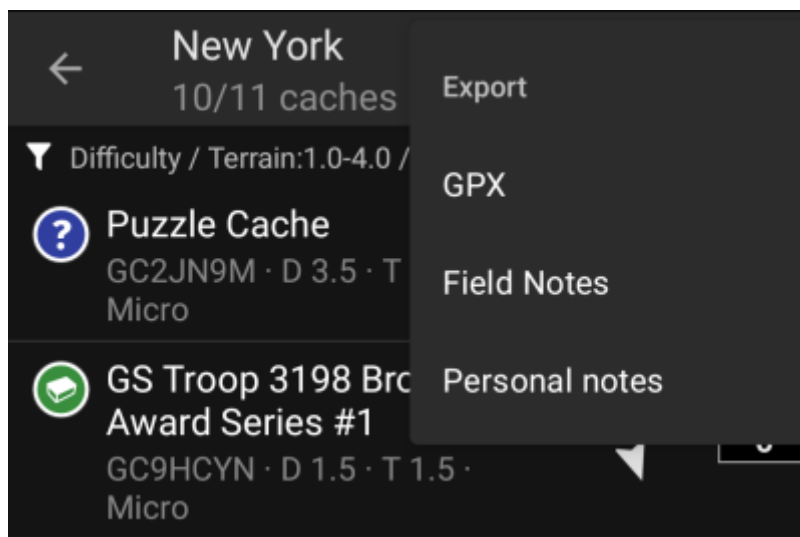 New York
10/11 caches
Difficulty / Terrain:1.0-4.0 /
Puzzle Cache
GC2JN9M · D 3.5 · T
Micro
GS Troop 3198 Bro
Award Series #1
GC9HCYN · D 1.5 · T 1.5 ·
Micro
Export
GPX
Field Notes
Personal notes